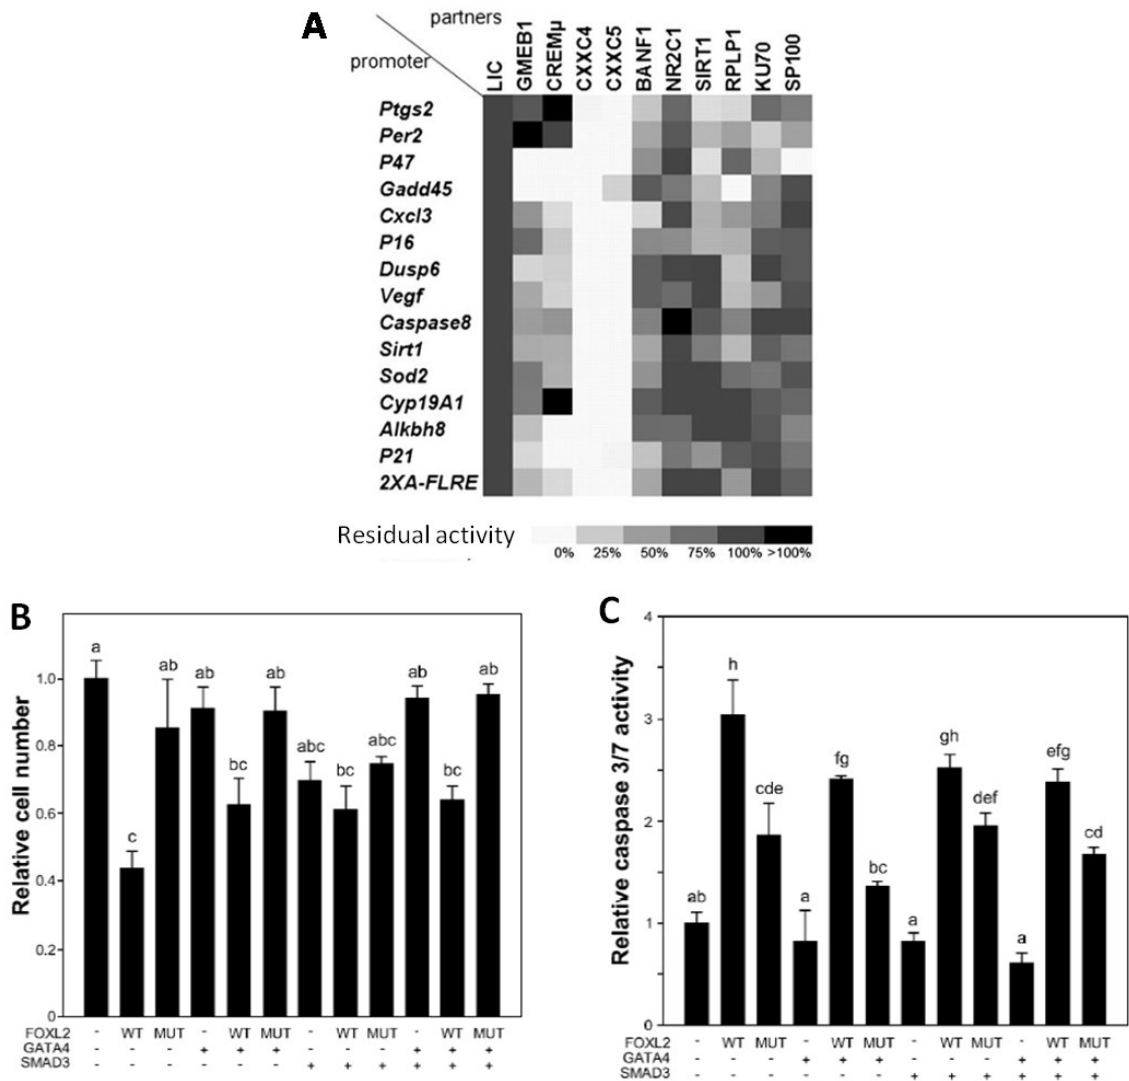 A
partners
promoter
LIC GMEB1 CREMμ CXXC4 CXXC5 BANF1 NR2C1 SIRT1 RPLP1 KU70 SP100
Ptgs2
Per2
P47
Gadd45
Cxcl3
P16
Dusp6
Vegf
Caspase8
Sirt1
Sod2
Cyp19A1
Alkbh8
P21
2XA-FLRE
Residual activity
0% 25% 50% 75% 100% >100%
B
Relative cell number
1.0
0.8
0.6
0.4
0.2
0
a c ab ab bc ab abc bc abc ab bc ab
FOXL2 - WT MUT - WT MUT - WT MUT - WT MUT
GATA4 - - - + + + - - - + + +
SMAD3 - - - - - - + + + + + +
C
Relative caspase 3/7 activity
4
3
2
1
0
ab h cde a fg bc a gh def a efg cd
FOXL2 - WT MUT - WT MUT - WT MUT - WT MUT
GATA4 - - - + + + - - - + + +
SMAD3 - - - - - - + + + + + +